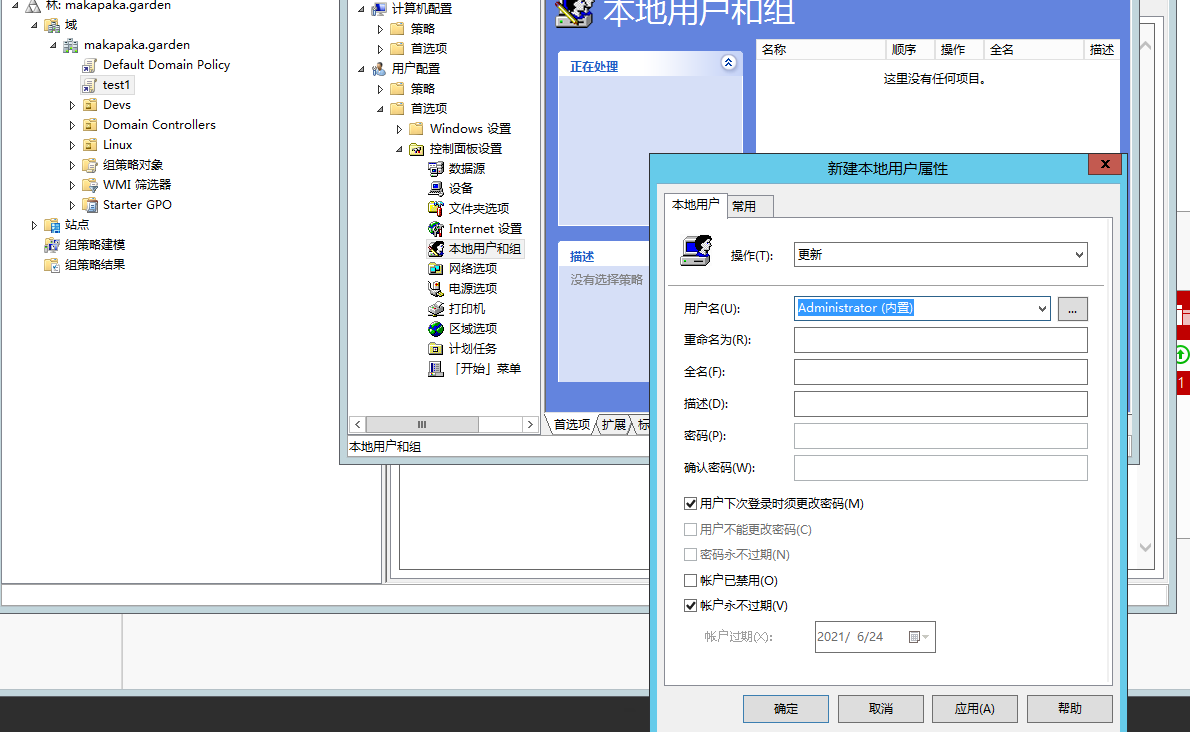 林: makapaka.garden
域
makapaka.garden
Default Domain Policy
test1
Devs
Domain Controllers
Linux
组策略对象
WMI 筛选器
Starter GPO
站点
组策略建模
组策略结果
计算机配置
策略
首选项
用户配置
策略
首选项
Windows 设置
控制面板设置
数据源
设备
文件夹选项
Internet 设置
本地用户和组
网络选项
电源选项
打印机
区域选项
计划任务
「开始」菜单
本地用户和组
本地用户和组
正在处理
描述
没有选择策略
名称 顺序 操作 全名 描述
这里没有任何项目。
首选项 扩展 标
新建本地用户属性
本地用户 常用
操作(T): 更新
用户名(U): Administrator (内置) ...
重命名为(R):
全名(F):
描述(D):
密码(P):
确认密码(W):
用户下次登录时须更改密码(M)
用户不能更改密码(C)
密码永不过期(N)
帐户已禁用(O)
帐户永不过期(V)
帐户过期(X): 2021/ 6/24
确定 取消 应用(A) 帮助
1